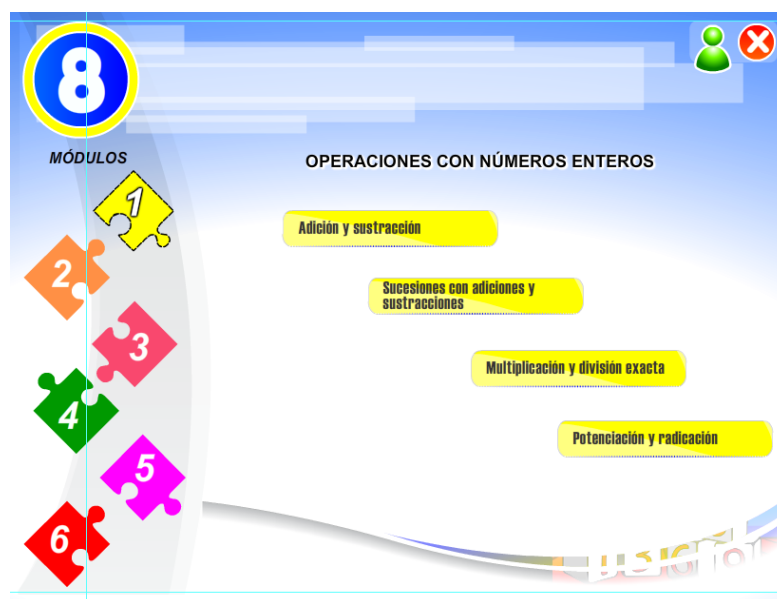 8
MÓDULOS
OPERACIONES CON NÚMEROS ENTEROS
1
Adición y sustracción
2
Sucesiones con adiciones y
sustracciones
3
Multiplicación y división exacta
4
Potenciación y radicación
5
6